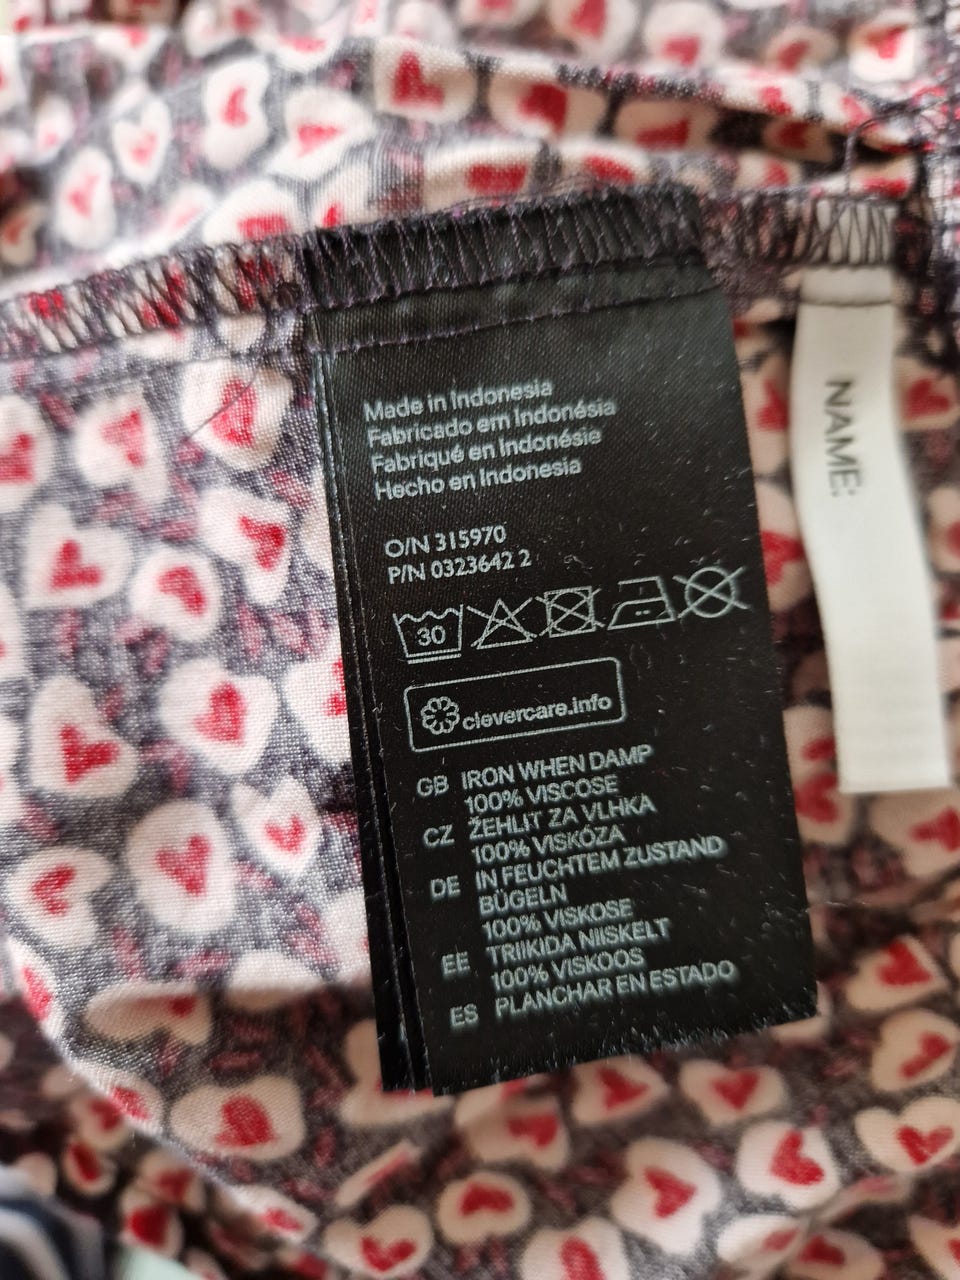 Made in Indonesia
Fabricado em Indonésia
Fabriqué en Indonésie
Hecho en Indonesia
O/N 315970
P/N 0323642 2
30
clevercare.info
GB IRON WHEN DAMP
100% VISCOSE
CZ ŽEHLIT ZA VLHKA
100% VISKÓZA
DE IN FEUCHTEM ZUSTAND
BÜGELN
100% VISKOSE
EE TRIIKIDA NIISKELT
100% VISKOOS
ES PLANCHAR EN ESTADO
NAME: